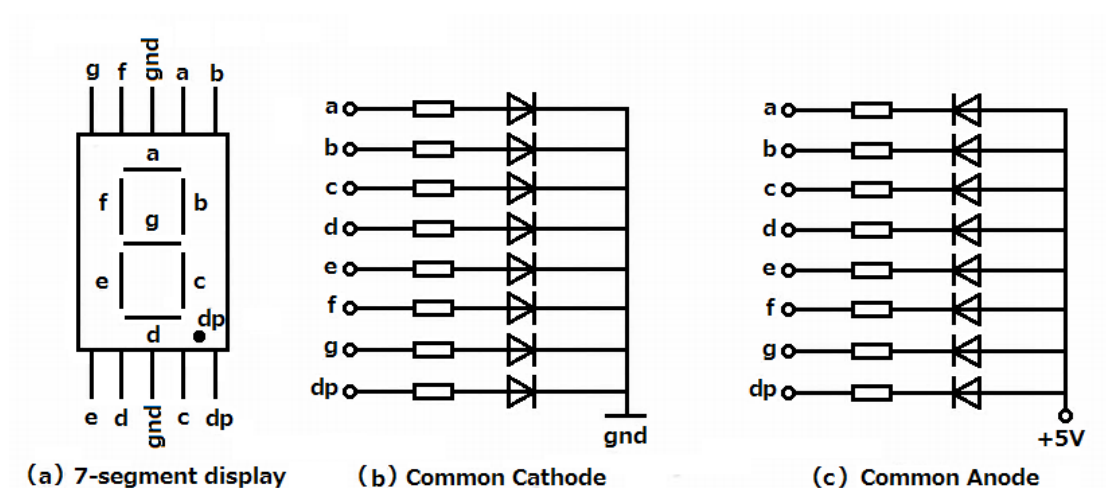 g f gnd a b
a
f b
g
e c
d dp
e d gnd c dp
(a) 7-segment display
a
b
c
d
e
f
g
dp
gnd
(b) Common Cathode
a
b
c
d
e
f
g
dp
+5V
(c) Common Anode